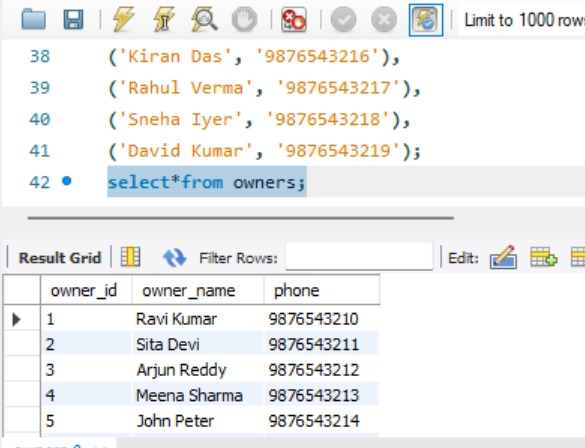 Limit to 1000 rows
38 ('Kiran Das', '9876543216'),
39 ('Rahul Verma', '9876543217'),
40 ('Sneha Iyer', '9876543218'),
41 ('David Kumar', '9876543219');
42 select*from owners;
Result Grid Filter Rows: Edit:
owner_id owner_name phone
1 Ravi Kumar 9876543210
2 Sita Devi 9876543211
3 Arjun Reddy 9876543212
4 Meena Sharma 9876543213
5 John Peter 9876543214